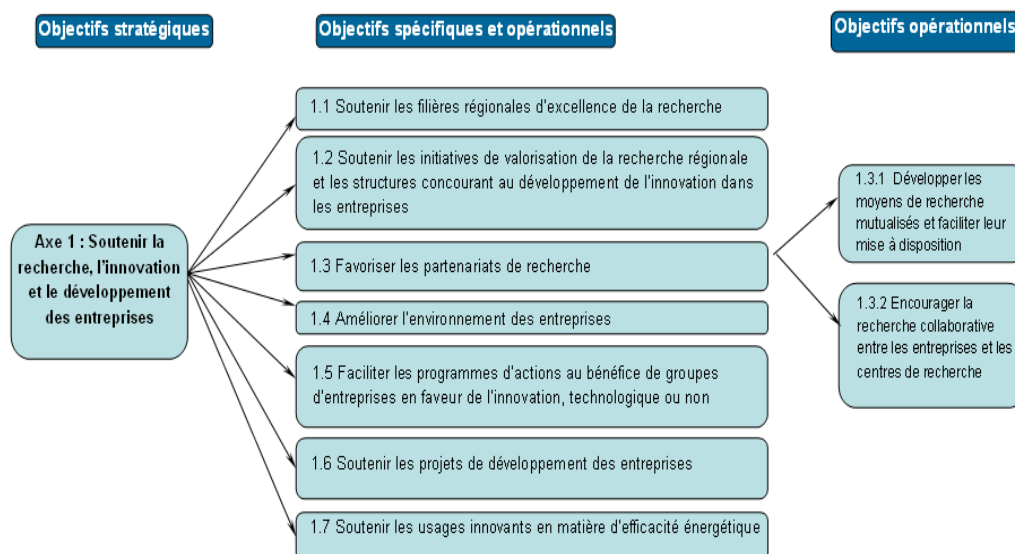 Objectifs stratégiques
Objectifs spécifiques et opérationnels
Objectifs opérationnels
Axe 1 : Soutenir la
recherche, l'innovation
et le développement
des entreprises
1.1 Soutenir les filières régionales d'excellence de la recherche
1.2 Soutenir les initiatives de valorisation de la recherche régionale
et les structures concourant au développement de l'innovation dans
les entreprises
1.3 Favoriser les partenariats de recherche
1.4 Améliorer l'environnement des entreprises
1.5 Faciliter les programmes d'actions au bénéfice de groupes
d'entreprises en faveur de l'innovation, technologique ou non
1.6 Soutenir les projets de développement des entreprises
1.7 Soutenir les usages innovants en matière d'efficacité énergétique
1.3.1 Développer les
moyens de recherche
mutualisés et faciliter leur
mise à disposition
1.3.2 Encourager la
recherche collaborative
entre les entreprises et les
centres de recherche